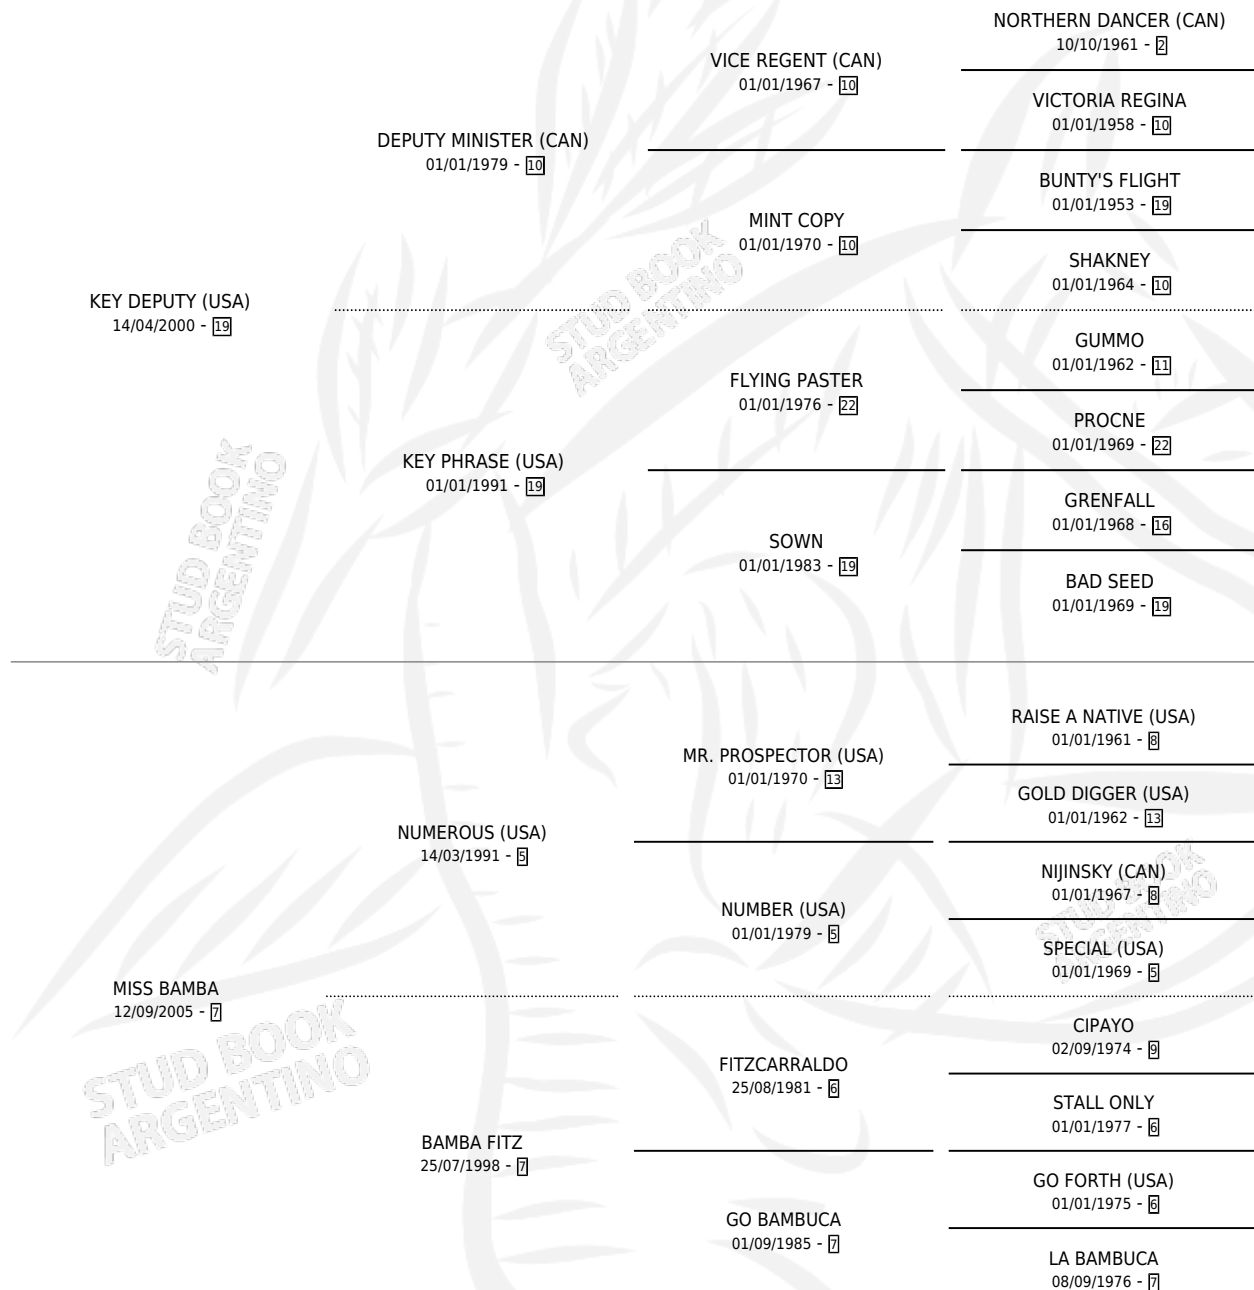 NORTHERN DANCER (CAN)
10/10/1961 - 2
VICE REGENT (CAN)
01/01/1967 - 10
VICTORIA REGINA
01/01/1958 - 10
DEPUTY MINISTER (CAN)
01/01/1979 - 10
BUNTY'S FLIGHT
01/01/1953 - 19
MINT COPY
01/01/1970 - 10
SHAKNEY
01/01/1964 - 10
KEY DEPUTY (USA)
14/04/2000 - 19
GUMMO
01/01/1962 - 11
FLYING PASTER
01/01/1976 - 22
PROCNE
01/01/1969 - 22
KEY PHRASE (USA)
01/01/1991 - 19
GRENFALL
01/01/1968 - 16
SOWN
01/01/1983 - 19
BAD SEED
01/01/1969 - 19
STUD BOOK
ARGENTINO
STUD BOOK
ARGENTINO
RAISE A NATIVE (USA)
01/01/1961 - 8
MR. PROSPECTOR (USA)
01/01/1970 - 13
GOLD DIGGER (USA)
01/01/1962 - 13
NUMEROUS (USA)
14/03/1991 - 5
NIJINSKY (CAN)
01/01/1967 - 8
NUMBER (USA)
01/01/1979 - 5
SPECIAL (USA)
01/01/1969 - 5
STUD BOOK
ARGENTINO
MISS BAMBA
12/09/2005 - 7
CIPAYO
02/09/1974 - 9
FITZCARRALDO
25/08/1981 - 6
STALL ONLY
01/01/1977 - 6
BAMBA FITZ
25/07/1998 - 7
GO FORTH (USA)
01/01/1975 - 6
GO BAMBUCA
01/09/1985 - 7
LA BAMBUCA
08/09/1976 - 7
STUD BOOK
ARGENTINO